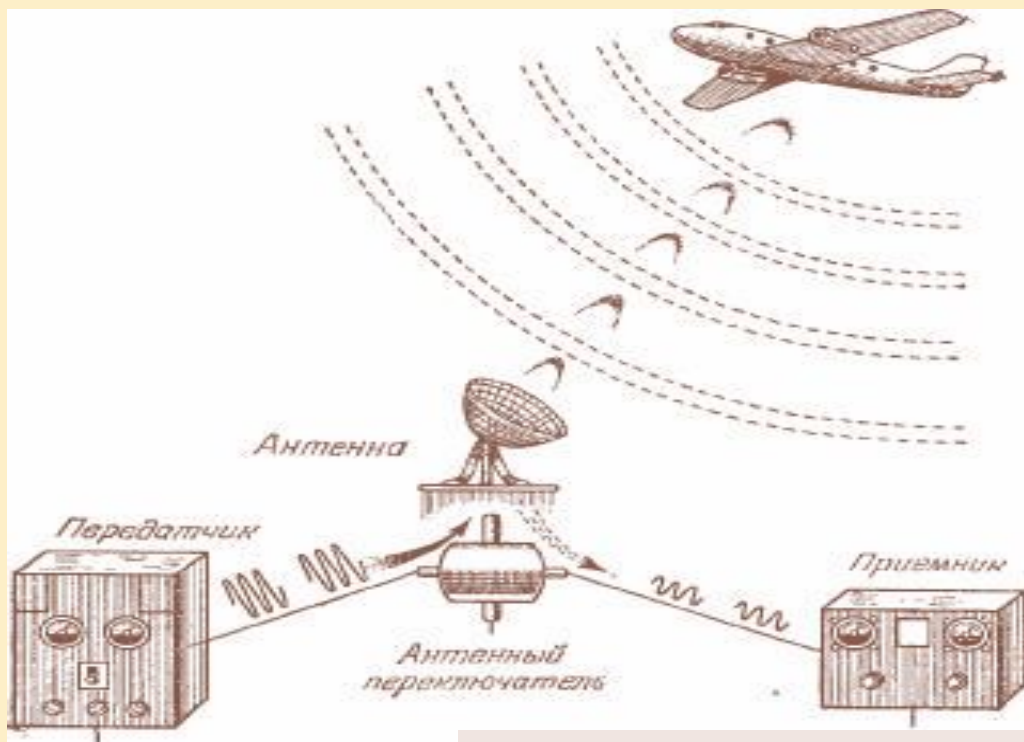 Антенна
Передатчик
Приемник
Антенный
переключатель